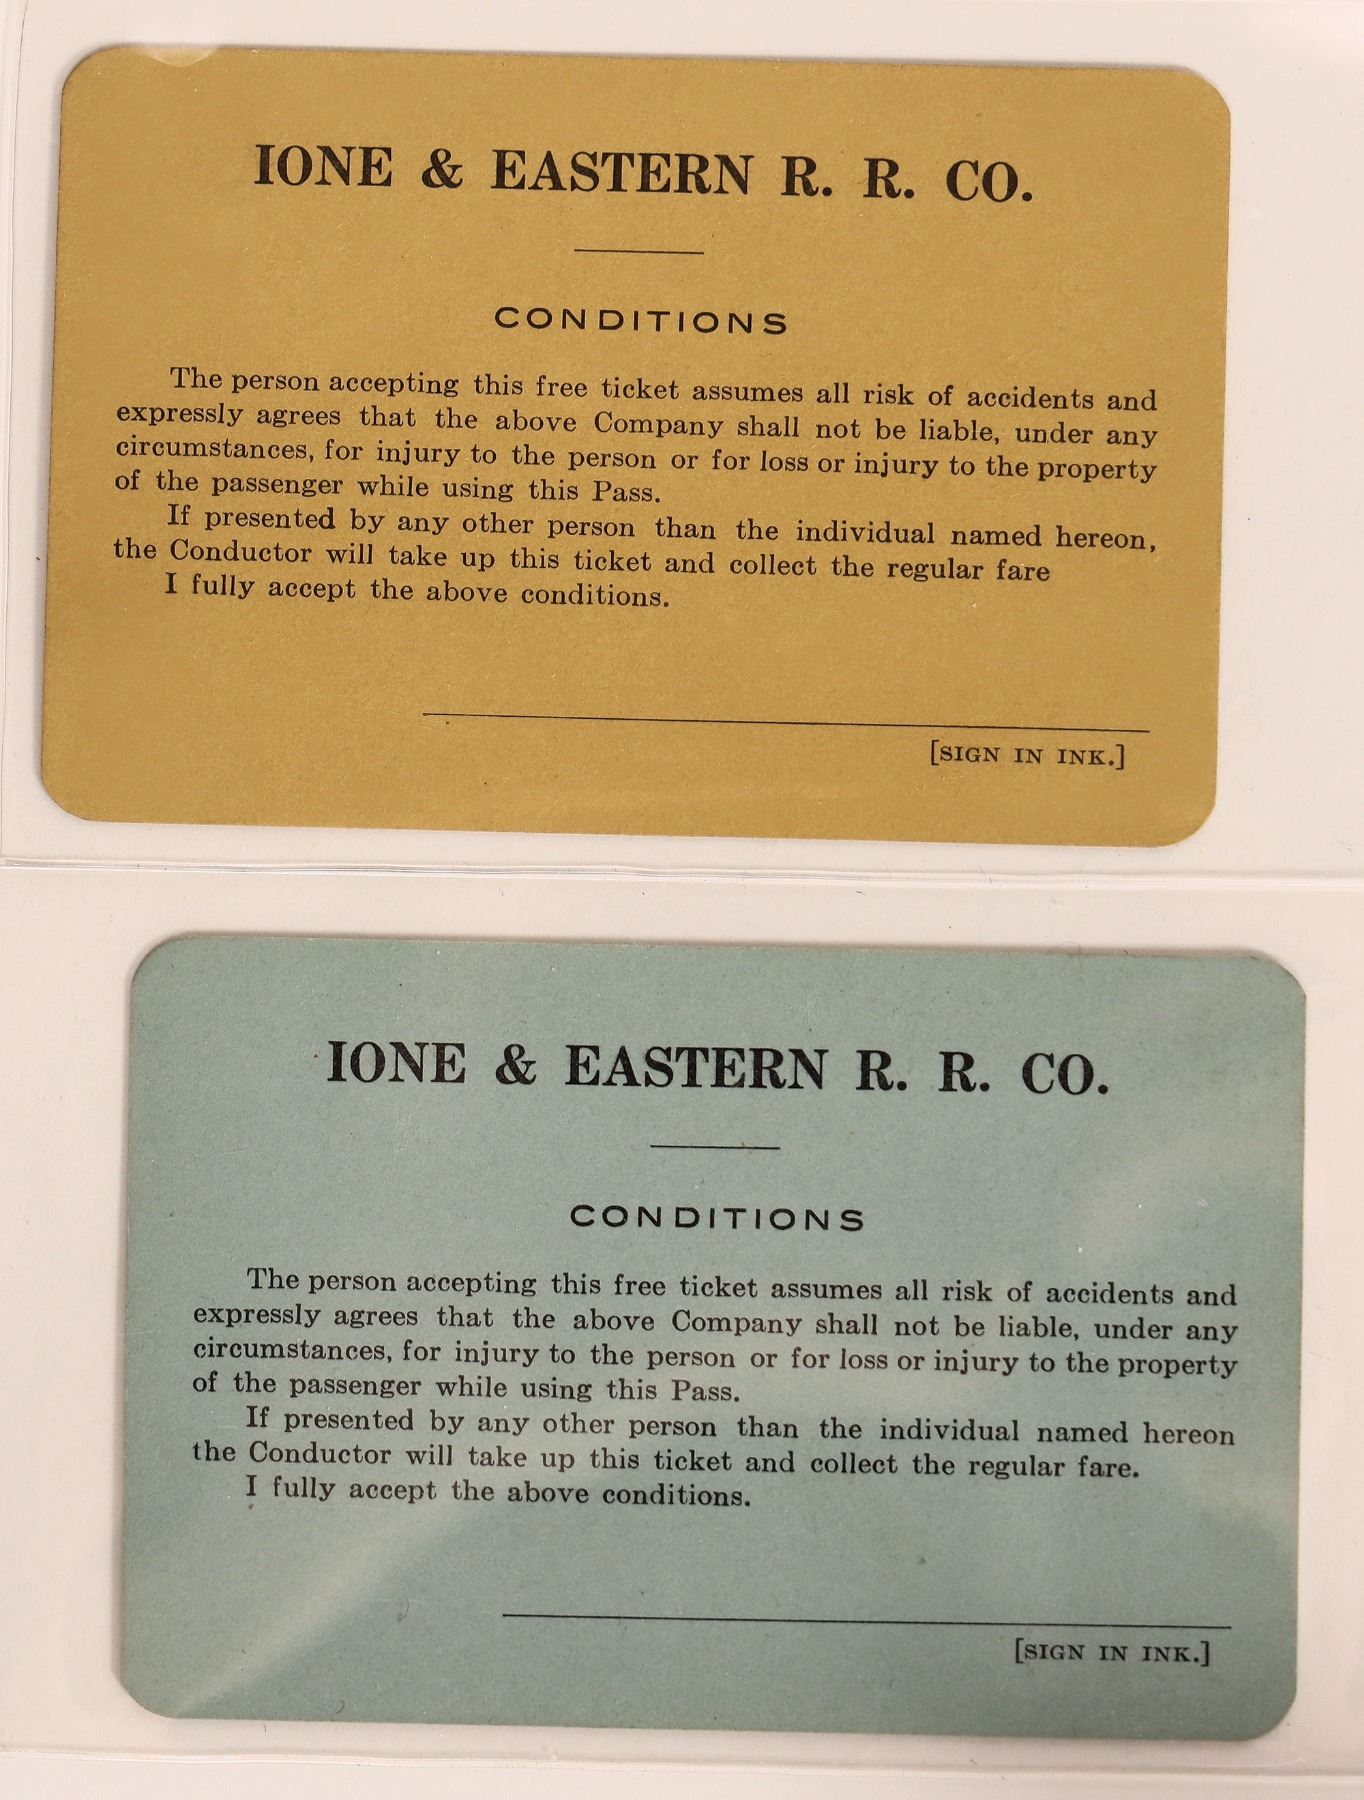 IONE & EASTERN R. R. CO.
CONDITIONS
The person accepting this free ticket assumes all risk of accidents and
expressly agrees that the above Company shall not be liable, under any
circumstances, for injury to the person or for loss or injury to the property
of the passenger while using this Pass.
If presented by any other person than the individual named hereon,
the Conductor will take up this ticket and collect the regular fare
I fully accept the above conditions.
[SIGN IN INK.]
IONE & EASTERN R. R. CO.
CONDITIONS
The person accepting this free ticket assumes all risk of accidents and
expressly agrees that the above Company shall not be liable, under any
circumstances, for injury to the person or for loss or injury to the property
of the passenger while using this Pass.
If presented by any other person than the individual named hereon
the Conductor will take up this ticket and collect the regular fare.
I fully accept the above conditions.
[SIGN IN INK.]